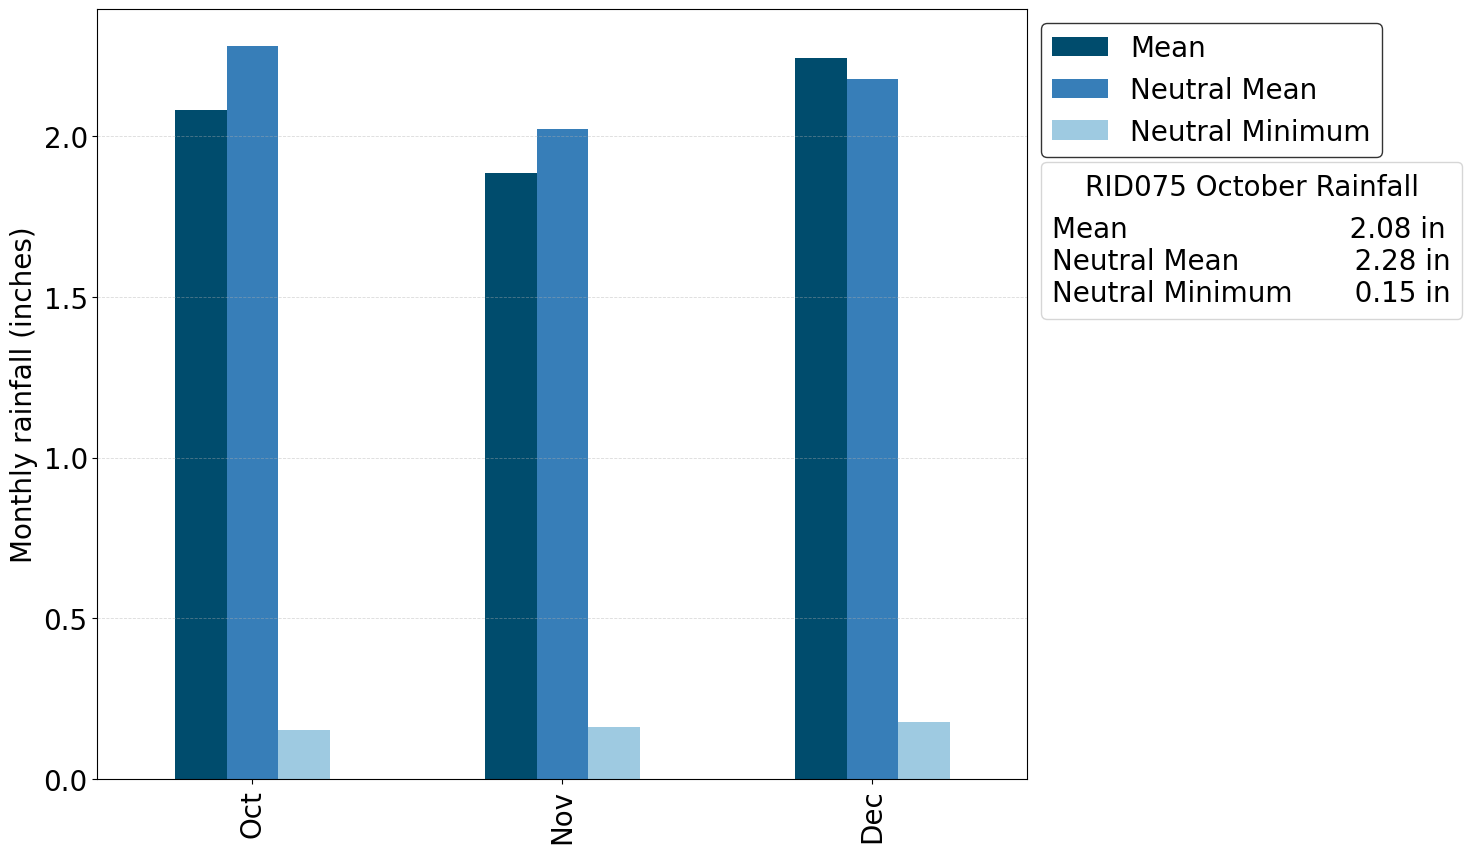 Mean
Neutral Mean
Neutral Minimum
RID075 October Rainfall
Mean 2.08 in
Neutral Mean 2.28 in
Neutral Minimum 0.15 in
Monthly rainfall (inches)
2.0
1.5
1.0
0.5
0.0
Oct
Nov
Dec